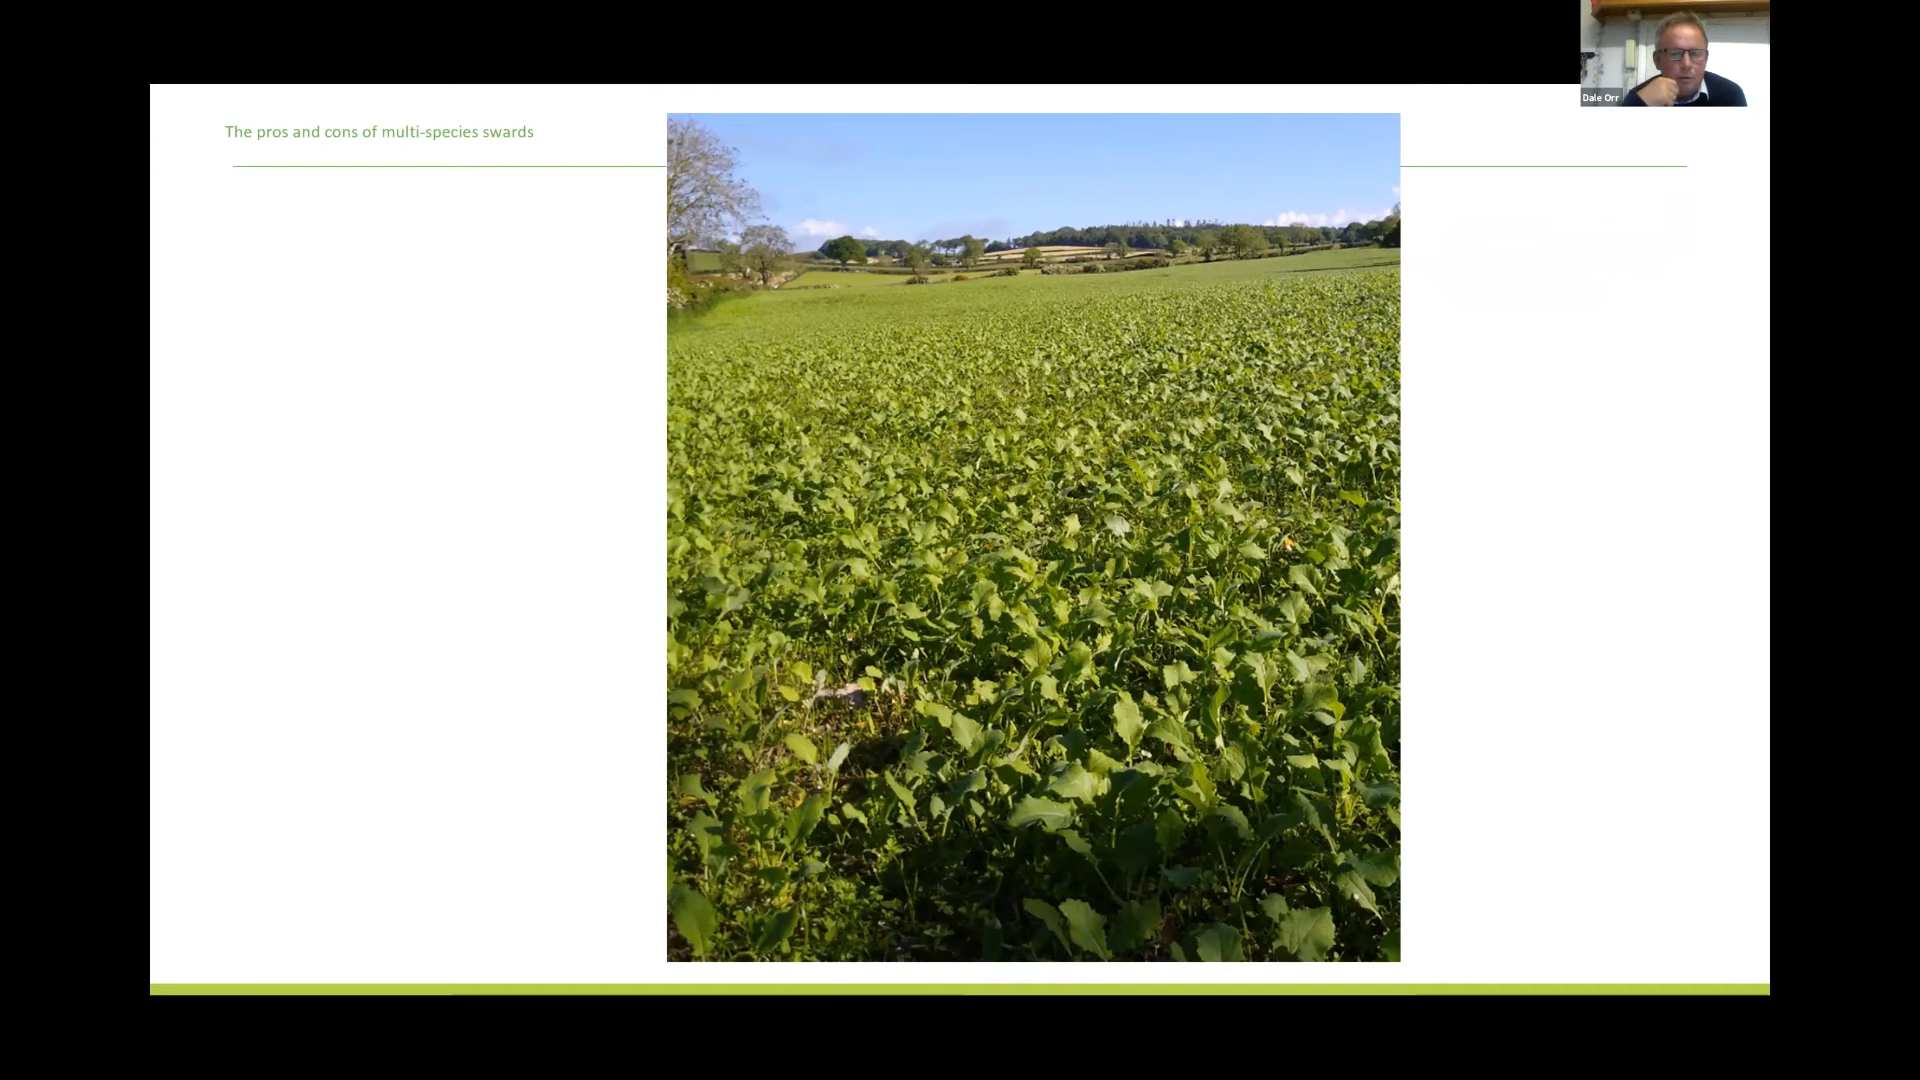 The pros and cons of multi-species swards
Dale Orr